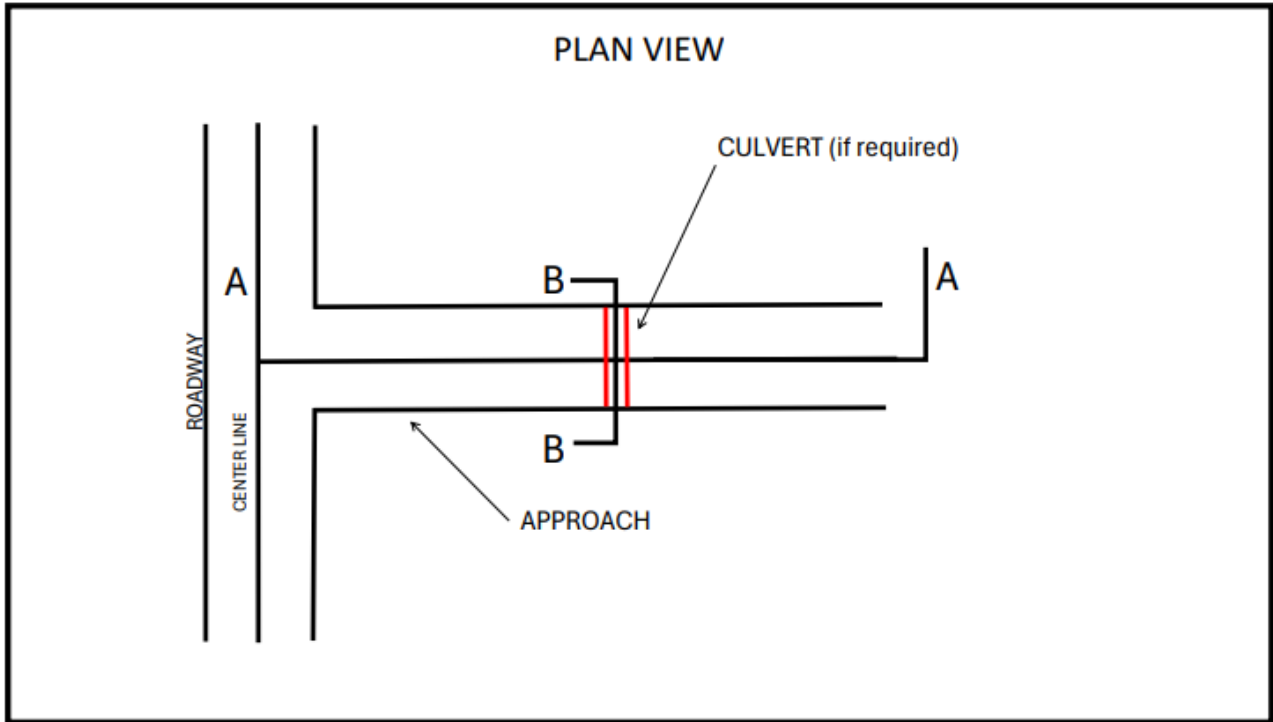 PLAN VIEW
CULVERT (if required)
A
B
A
ROADWAY
CENTER LINE
B
APPROACH